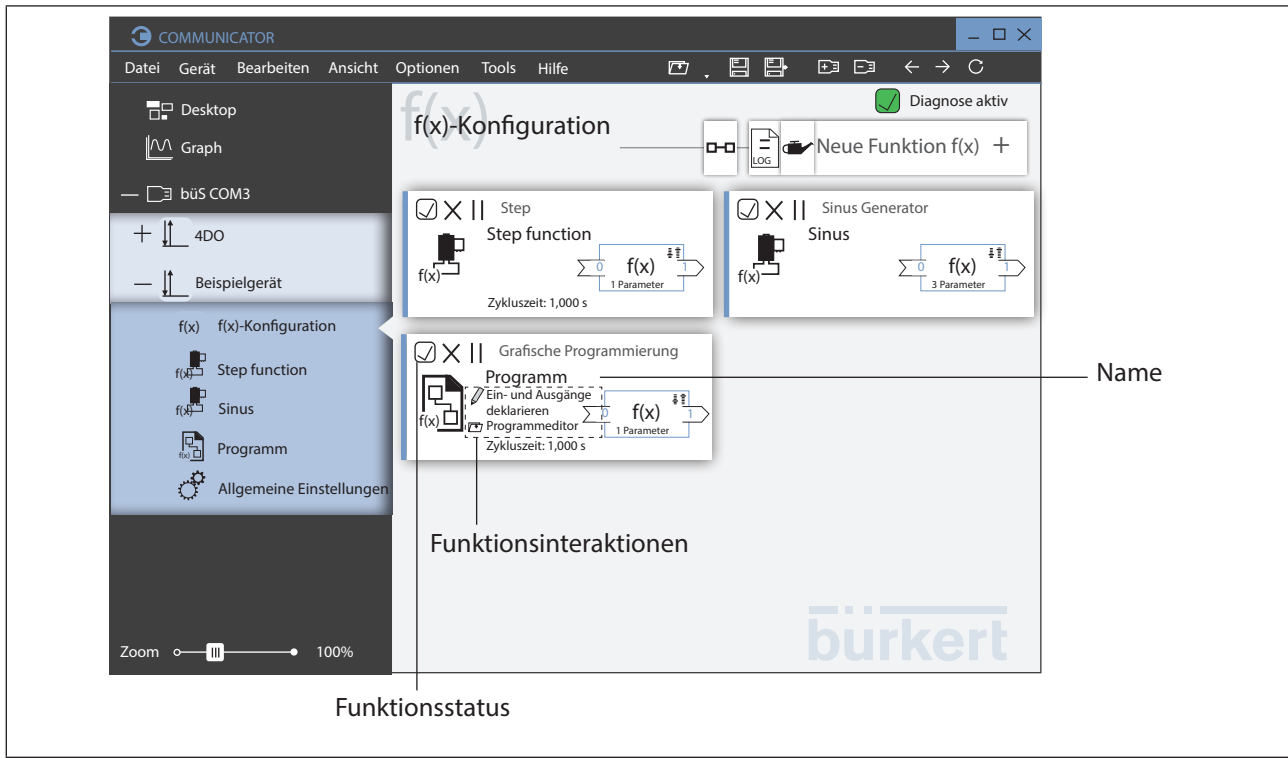 COMMUNICATOR
Datei Gerät Bearbeiten Ansicht Optionen Tools Hilfe
Desktop
Graph
büS COM3
4DO
Beispielgerät
f(x) f(x)-Konfiguration
f(x) Step function
f(x) Sinus
f(x) Programm
Allgemeine Einstellungen
Zoom 100%
f(x)
f(x)-Konfiguration
Diagnose aktiv
LOG
Neue Funktion f(x) +
Step
Step function
f(x)
0 f(x) 1
1 Parameter
Zykluszeit: 1,000 s
Sinus Generator
Sinus
f(x)
0 f(x) 1
3 Parameter
Grafische Programmierung
Programm
Ein- und Ausgänge
deklarieren
Programmeditor
f(x)
0 f(x) 1
1 Parameter
Zykluszeit: 1,000 s
Name
Funktionsinteraktionen
bürkert
Funktionsstatus